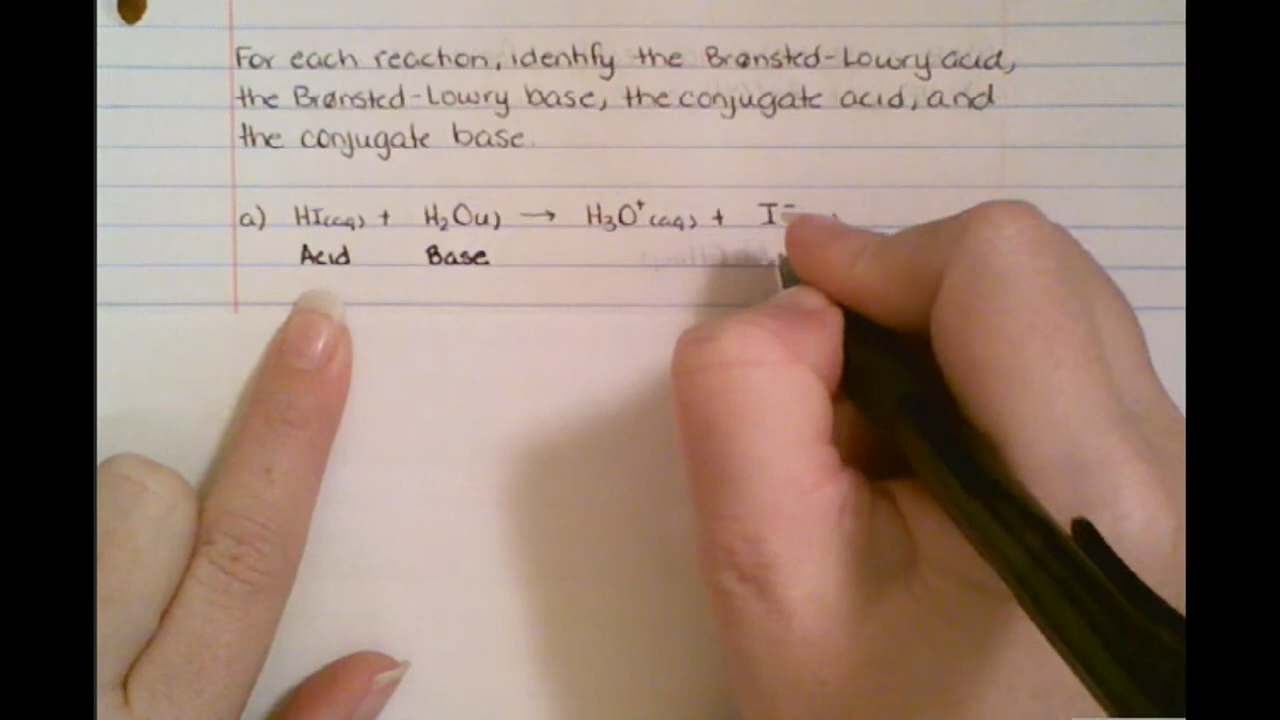 For each reaction, identify the Brønsted-Lowry acid,
the Brønsted-Lowry base, the conjugate acid, and
the conjugate base.
a) HI(aq) + H₂O(l) → H₃O⁺(aq) + I⁻
Acid Base